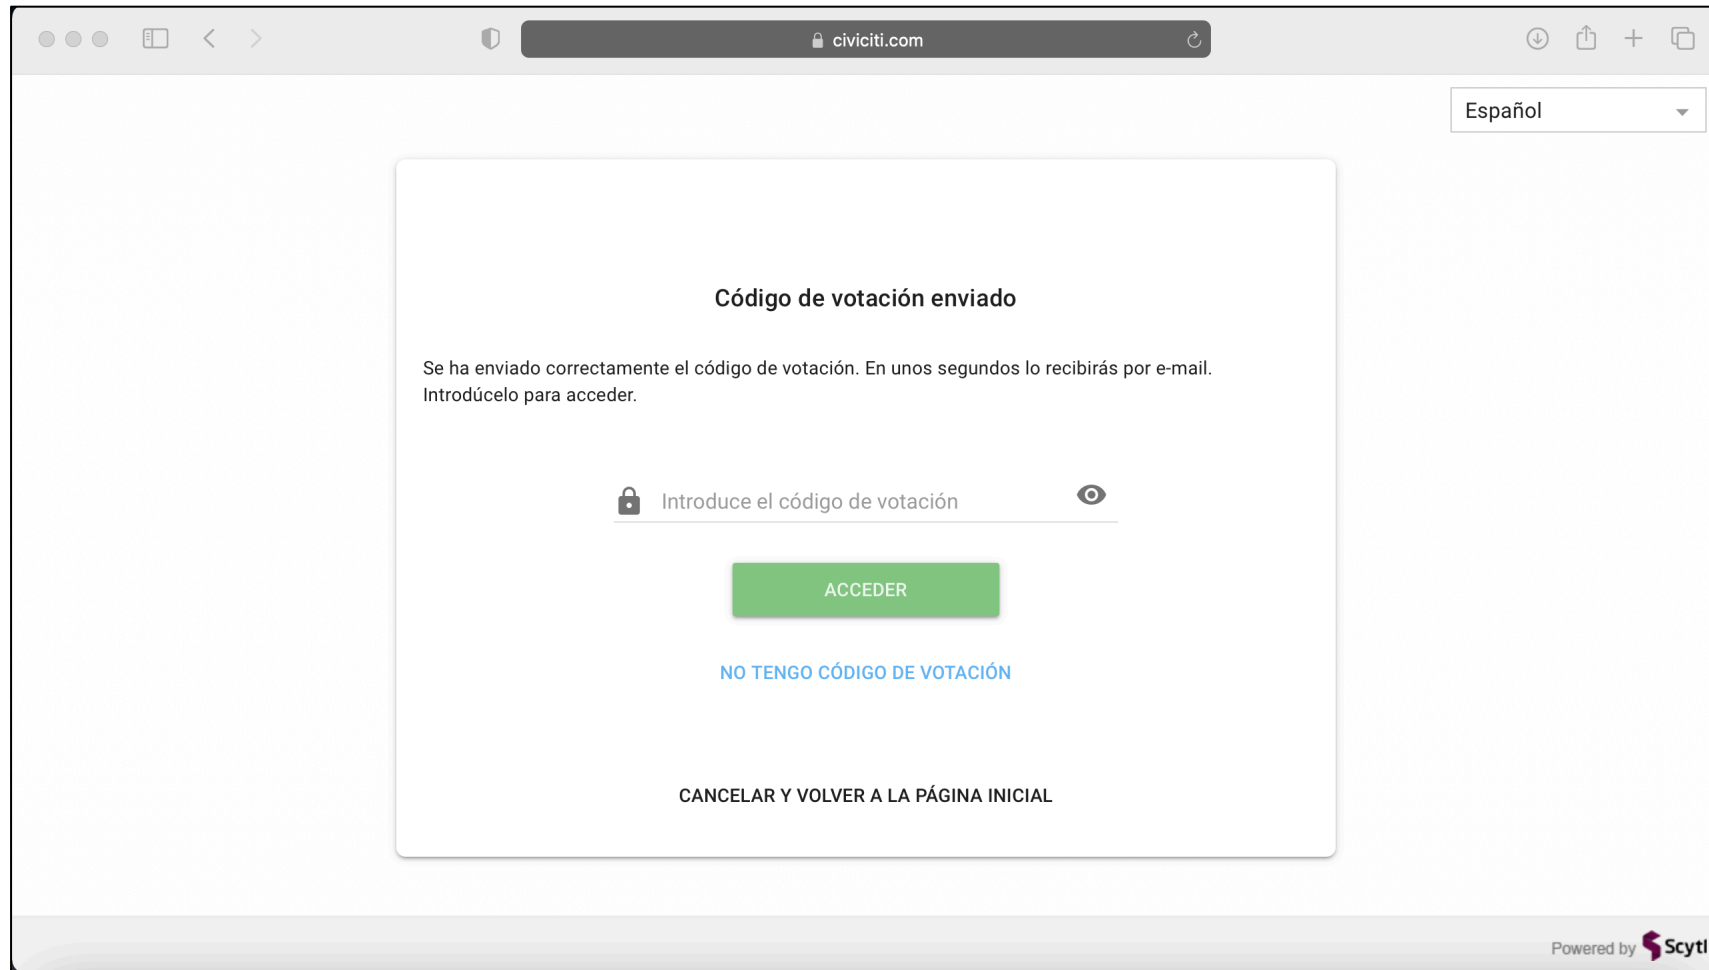 civiciti.com
Español
Código de votación enviado
Se ha enviado correctamente el código de votación. En unos segundos lo recibirás por e-mail.
Introdúcelo para acceder.
Introduce el código de votación
ACCEDER
NO TENGO CÓDIGO DE VOTACIÓN
CANCELAR Y VOLVER A LA PÁGINA INICIAL
Powered by Scytl